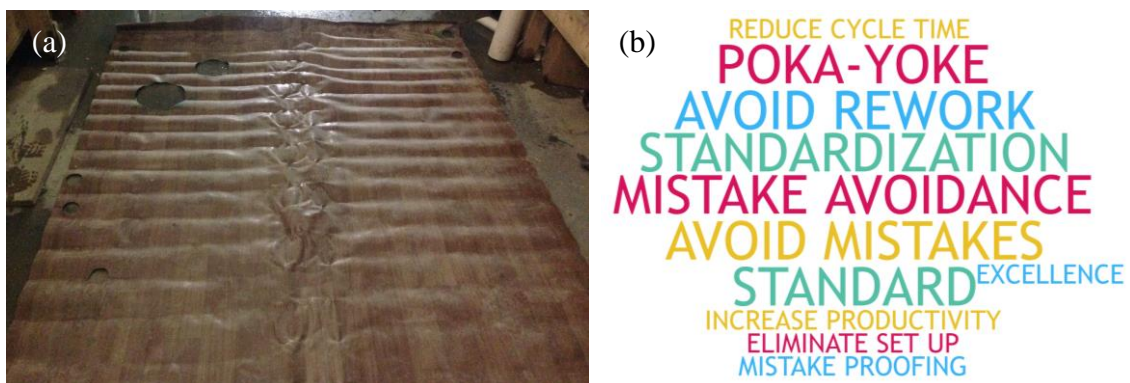 (a)
(b)
REDUCE CYCLE TIME
POKA-YOKE
AVOID REWORK
STANDARDIZATION
MISTAKE AVOIDANCE
AVOID MISTAKES
STANDARD EXCELLENCE
INCREASE PRODUCTIVITY
ELIMINATE SET UP
MISTAKE PROOFING